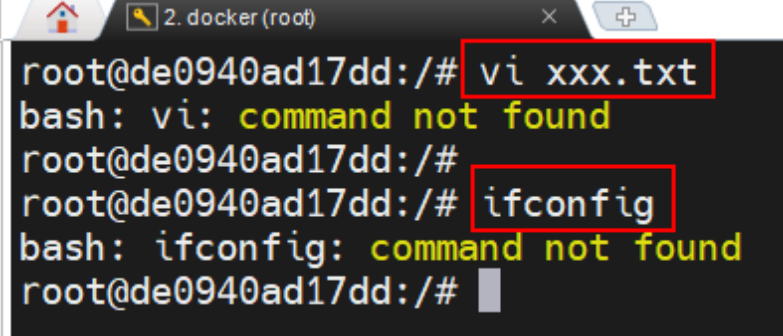 2. docker (root)
root@de0940ad17dd:/# vi xxx.txt
bash: vi: command not found
root@de0940ad17dd:/#
root@de0940ad17dd:/# ifconfig
bash: ifconfig: command not found
root@de0940ad17dd:/#